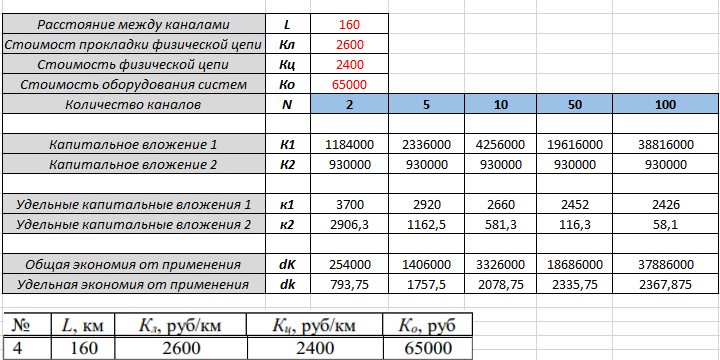 Расстояние между каналами L 160
Стоимост прокладки физической цепи Кл 2600
Стоимость физической цепи Кц 2400
Стоимость оборудования систем Ко 65000
Количество каналов N 2 5 10 50 100
Капитальное вложение 1 К1 1184000 2336000 4256000 19616000 38816000
Капитальное вложение 2 К2 930000 930000 930000 930000 930000
Удельные капитальные вложения 1 к1 3700 2920 2660 2452 2426
Удельные капитальные вложения 2 к2 2906,3 1162,5 581,3 116,3 58,1
Общая экономия от применения dK 254000 1406000 3326000 18686000 37886000
Удельная экономия от применения dk 793,75 1757,5 2078,75 2335,75 2367,875
№ L, км Кл, руб/км Кц, руб/км Ко, руб
4 160 2600 2400 65000